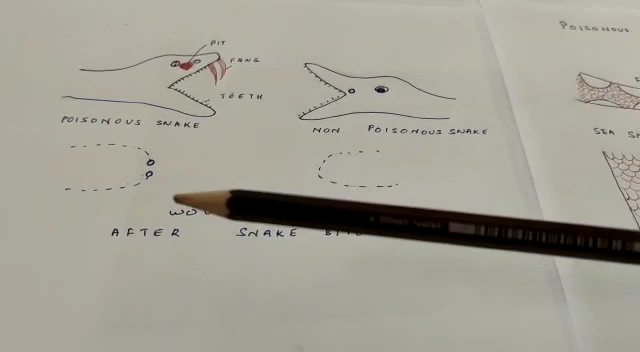 PIT
FANG
TEETH
POISONOUS SNAKE
NON POISONOUS SNAKE
AFTER SNAKE
POISONOUS
SEA